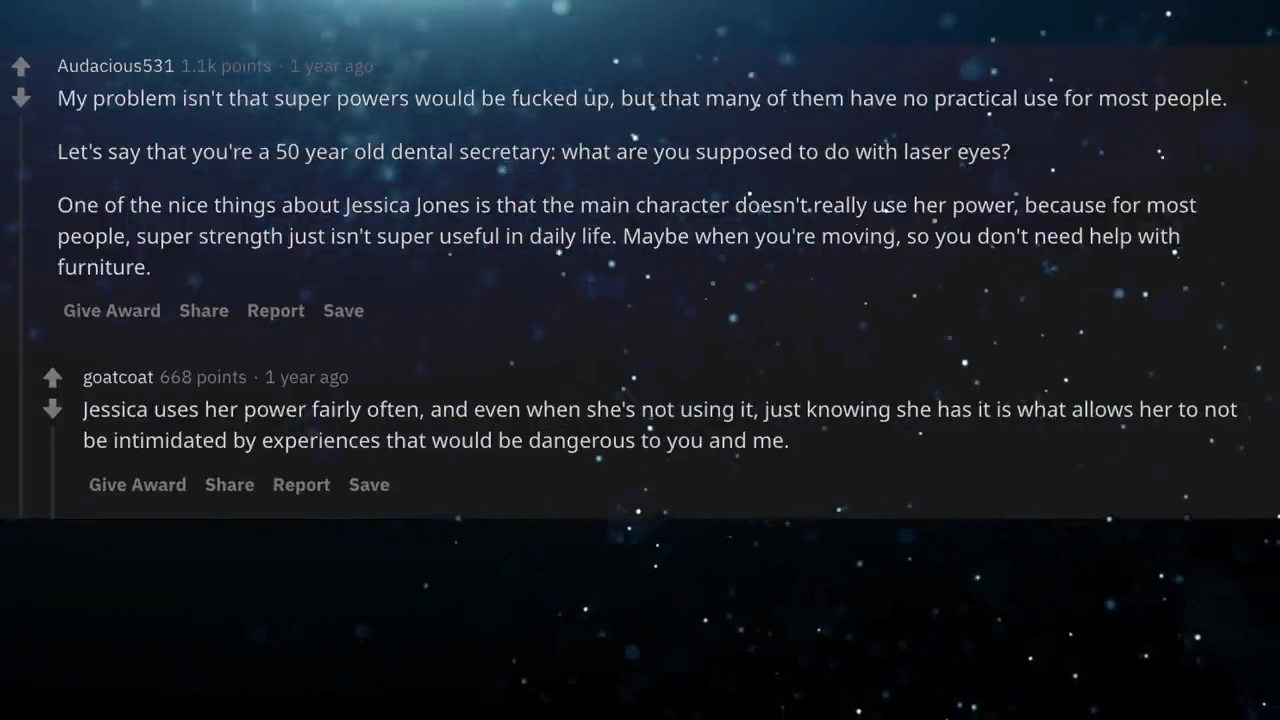 Audacious531 1.1k points · 1 year ago
My problem isn't that super powers would be fucked up, but that many of them have no practical use for most people.
Let's say that you're a 50 year old dental secretary: what are you supposed to do with laser eyes?
One of the nice things about Jessica Jones is that the main character doesn't really use her power, because for most
people, super strength just isn't super useful in daily life. Maybe when you're moving, so you don't need help with
furniture.
Give Award Share Report Save
goatcoat 668 points · 1 year ago
Jessica uses her power fairly often, and even when she's not using it, just knowing she has it is what allows her to not
be intimidated by experiences that would be dangerous to you and me.
Give Award Share Report Save